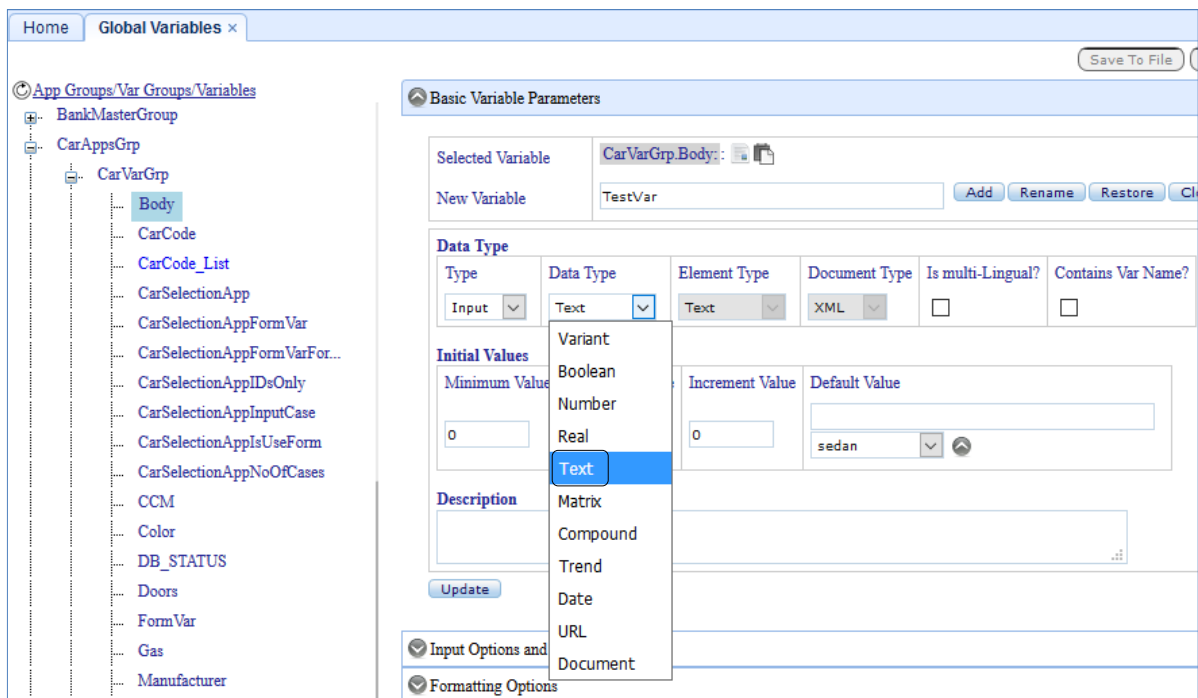 Home Global Variables ×
Save To File
App Groups/Var Groups/Variables
BankMasterGroup
CarAppsGrp
CarVarGrp
Body
CarCode
CarCode_List
CarSelectionApp
CarSelectionAppFormVar
CarSelectionAppFormVarFor...
CarSelectionAppIDsOnly
CarSelectionAppInputCase
CarSelectionAppIsUseForm
CarSelectionAppNoOfCases
CCM
Color
DB_STATUS
Doors
FormVar
Gas
Manufacturer
Basic Variable Parameters
Selected Variable CarVarGrp.Body: :
New Variable TestVar Add Rename Restore
Data Type
Type Data Type Element Type Document Type Is multi-Lingual? Contains Var Name?
Input Text Text XML
Variant
Boolean
Number
Real
Text
Matrix
Compound
Trend
Date
URL
Document
Initial Values
Minimum Value Increment Value Default Value
0 0
sedan
Description
Update
Input Options and
Formatting Options